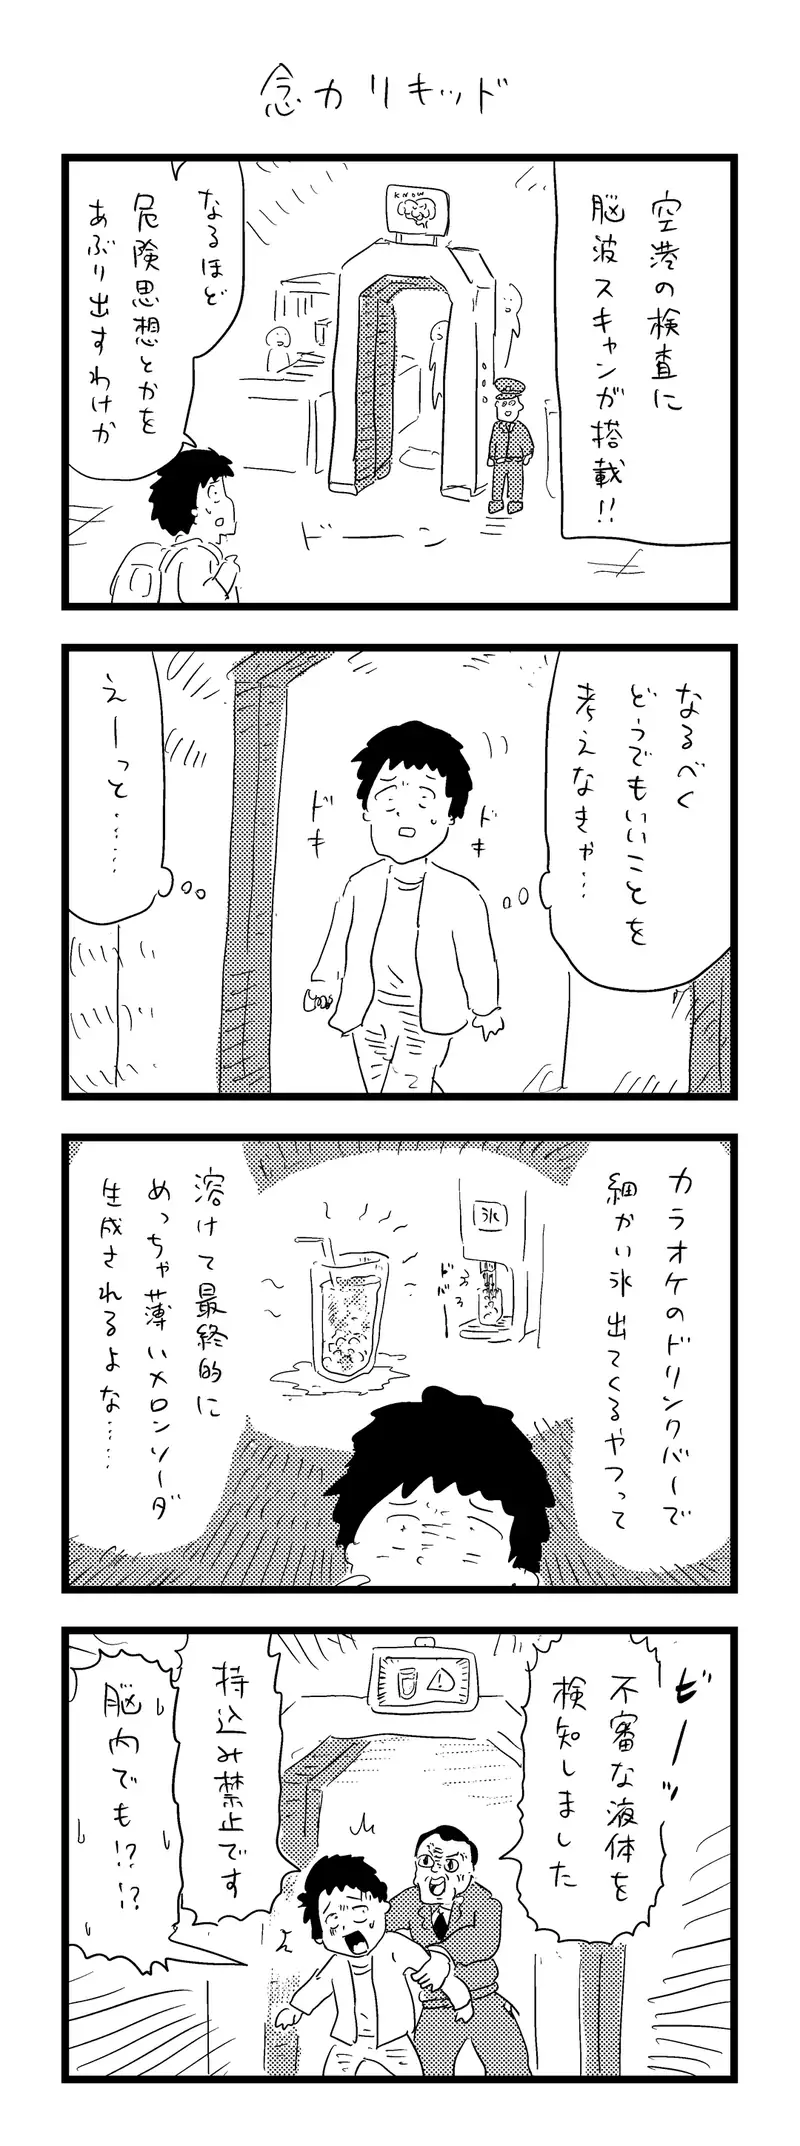 念力リキッド
空港の検査に
脳波スキャンが搭載!!
KNOW
なるほど
危険思想とかを
あぶり出すわけか
ドーン
なるべく
どうでもいいことを
考えなきゃ…
ドキ
ドキ
えーっと……
カラオケのドリンクバーで
細かい氷出てくるやつって
氷
ドバー
溶けて最終的に
めっちゃ薄いメロンソーダ
生成されるよな……
ビーッ
不審な液体を
検知しました
持込み禁止です
脳内でも!?!?